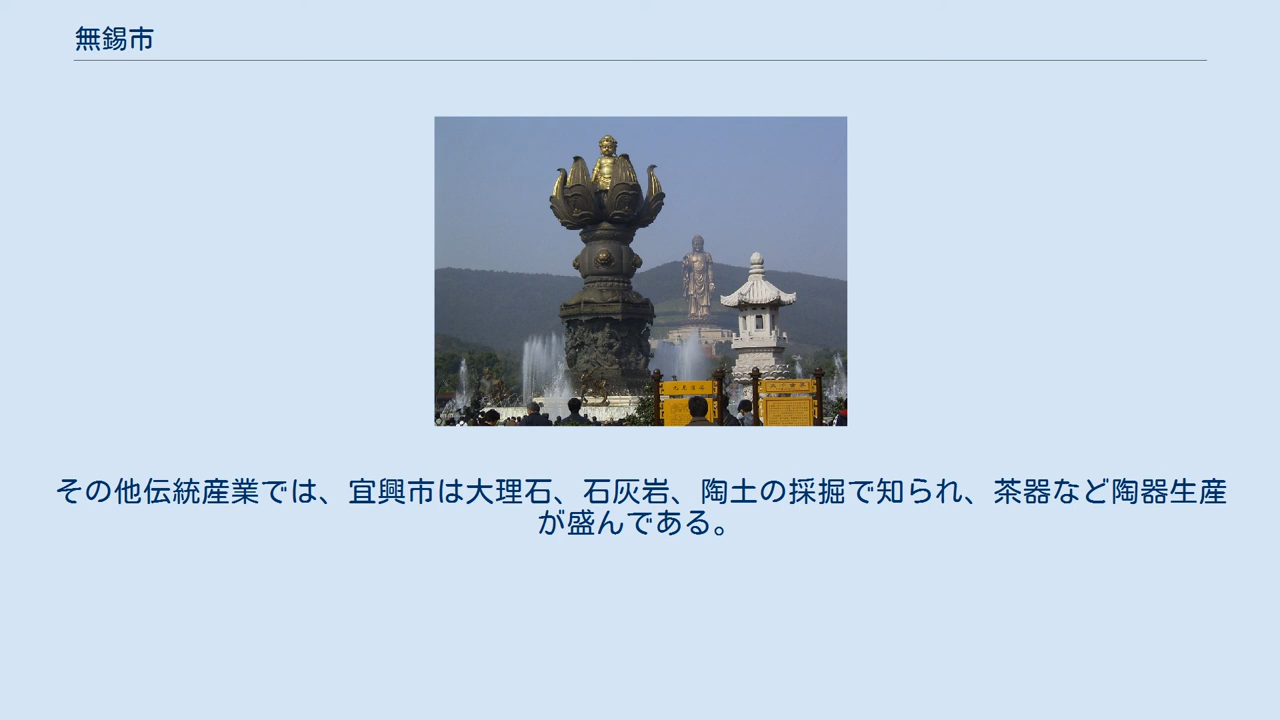 無錫市
その他伝統産業では、宜興市は大理石、石灰岩、陶土の採掘で知られ、茶器など陶器生産
が盛んである。